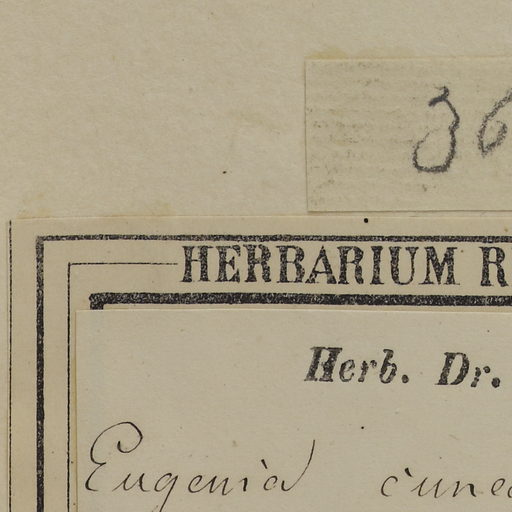 36
HERBARIUM R
Herb. Dr.
Eugenia cunea